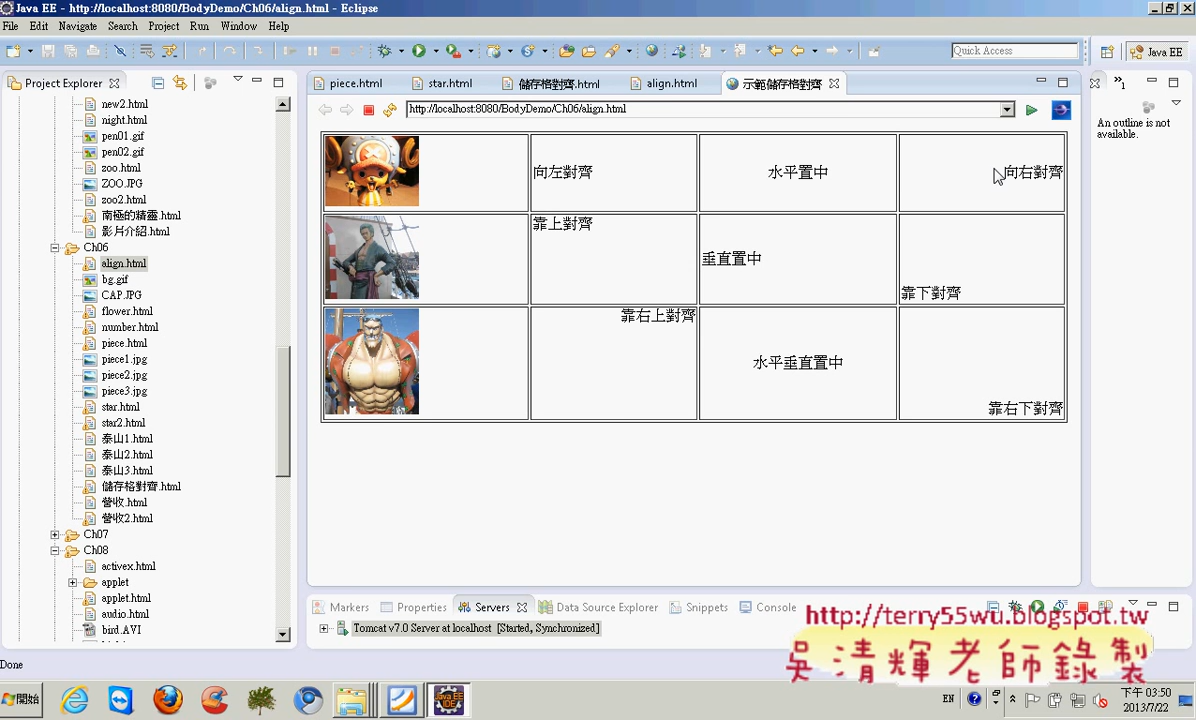 Java EE - http://localhost:8080/BodyDemo/Ch06/align.html - Eclipse
File Edit Navigate Search Project Run Window Help
Quick Access
Java EE
Project Explorer
new2.html
night.html
pen01.gif
pen02.gif
zoo.html
ZOO.JPG
zoo2.html
南極的精靈.html
影片介紹.html
Ch06
align.html
bg.gif
CAP.JPG
flower.html
number.html
piece.html
piece1.jpg
piece2.jpg
piece3.jpg
star.html
star2.html
泰山1.html
泰山2.html
泰山3.html
儲存格對齊.html
營收.html
營收2.html
Ch07
Ch08
activex.html
applet
applet.html
audio.html
bird.AVI
piece.html star.html 儲存格對齊.html align.html 示範儲存格對齊
http://localhost:8080/BodyDemo/Ch06/align.html
向左對齊 水平置中 向右對齊
靠上對齊 垂直置中 靠下對齊
靠右上對齊 水平垂直置中 靠右下對齊
An outline is not
available.
Markers Properties Servers Data Source Explorer Snippets Console
Tomcat v7.0 Server at localhost [Started, Synchronized]
http://terry55wu.blogspot.tw
吳清輝老師錄製
Done
開始
EN
下午 03:50
2013/7/22